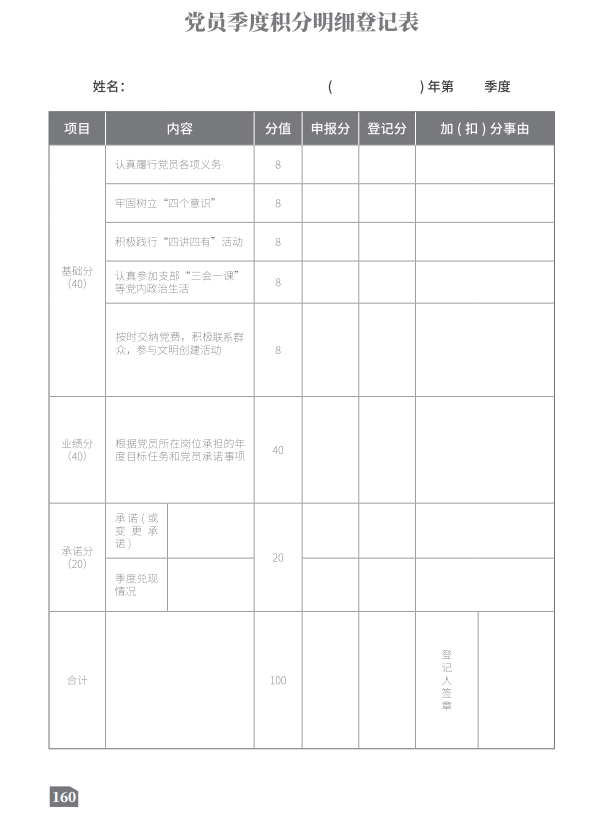 党员季度积分明细登记表
姓名： ( ) 年第 季度
项目 内容 分值 申报分 登记分 加（扣）分事由
基础分
（40）
认真履行党员各项义务 8
牢固树立“四个意识” 8
积极践行“四讲四有”活动 8
认真参加支部“三会一课”
等党内政治生活
8
按时交纳党费，积极联系群
众，参与文明创建活动
8
业绩分
（40）
根据党员所在岗位承担的年
度目标任务和党员承诺事项
40
承诺分
（20）
承诺（或
变更承
诺）
20
季度兑现
情况
合计 100
登
记
人
签
章
160